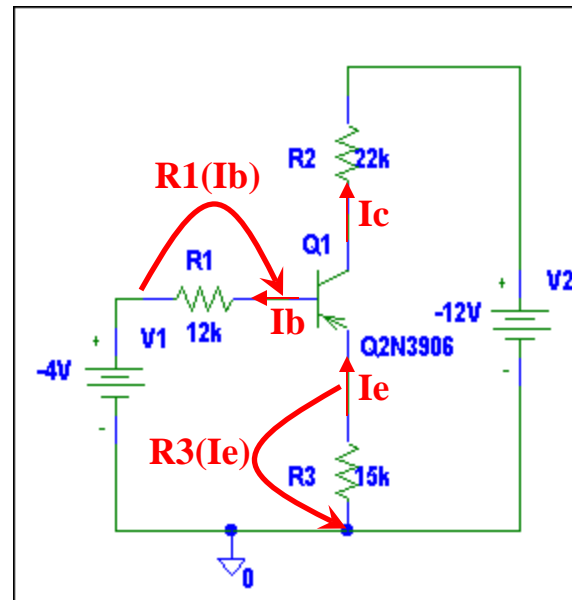 R2
22k
R1(Ib)
Ic
Q1
R1
V2
+
+
V1
12k
Ib
-12V
Q2N3906
-4V
Ie
-
-
R3(Ie)
R3
15k
0